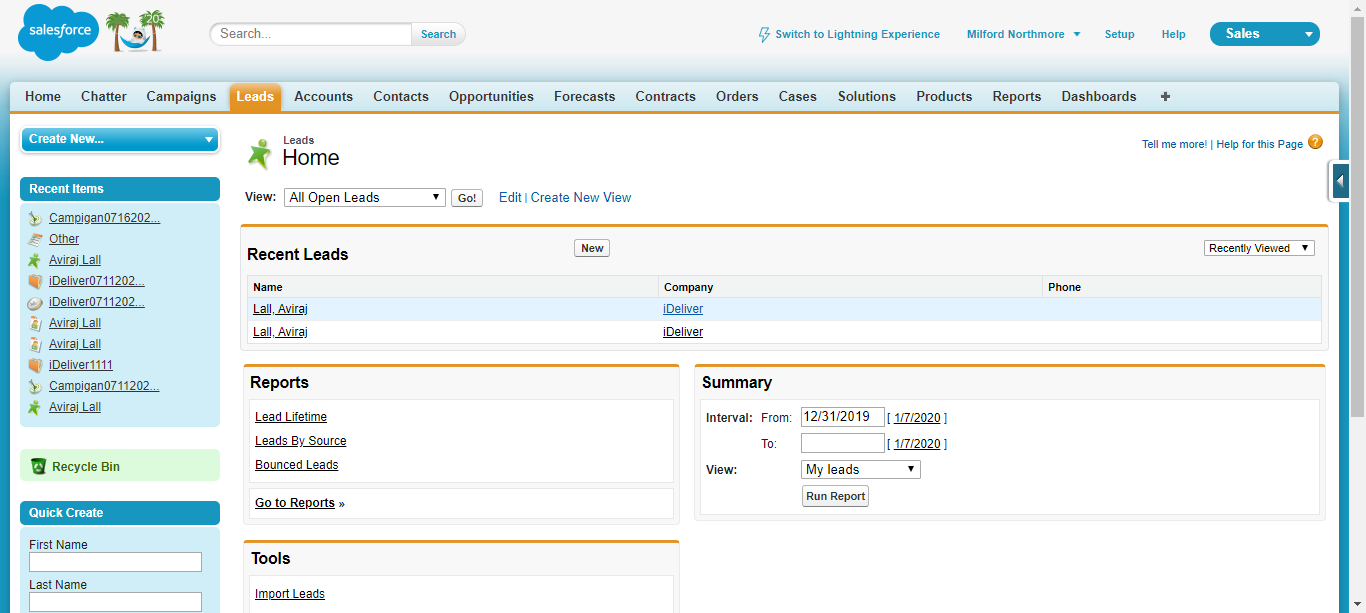 salesforce
'20
Search...
Search
Switch to Lightning Experience
Milford Northmore
Setup
Help
Sales
Home Chatter Campaigns Leads Accounts Contacts Opportunities Forecasts Contracts Orders Cases Solutions Products Reports Dashboards +
Create New...
Recent Items
Campigan0716202...
Other
Aviraj Lall
iDeliver0711202...
iDeliver0711202...
Aviraj Lall
Aviraj Lall
iDeliver1111
Campigan0711202...
Aviraj Lall
Recycle Bin
Quick Create
First Name
Last Name
Leads
Home
Tell me more! | Help for this Page ?
View: All Open Leads Go! Edit | Create New View
Recent Leads New Recently Viewed
Name Company Phone
Lall, Aviraj iDeliver
Lall, Aviraj iDeliver
Reports
Lead Lifetime
Leads By Source
Bounced Leads
Go to Reports »
Summary
Interval: From: 12/31/2019 [ 1/7/2020 ]
To: [ 1/7/2020 ]
View: My leads
Run Report
Tools
Import Leads